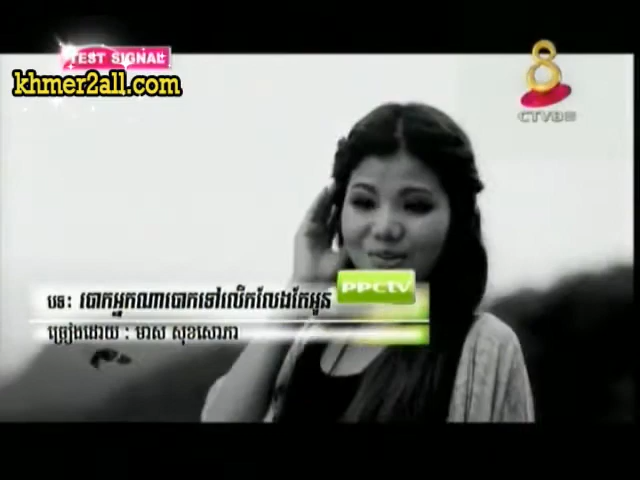 TEST SIGNAL
khmer2all.com
8
CTV8HD
PPCtv
បទ: បោកអ្នកណាបោកទៅលើកលែងតែអូន
ច្រៀងដោយ : មាស សុខសោភា